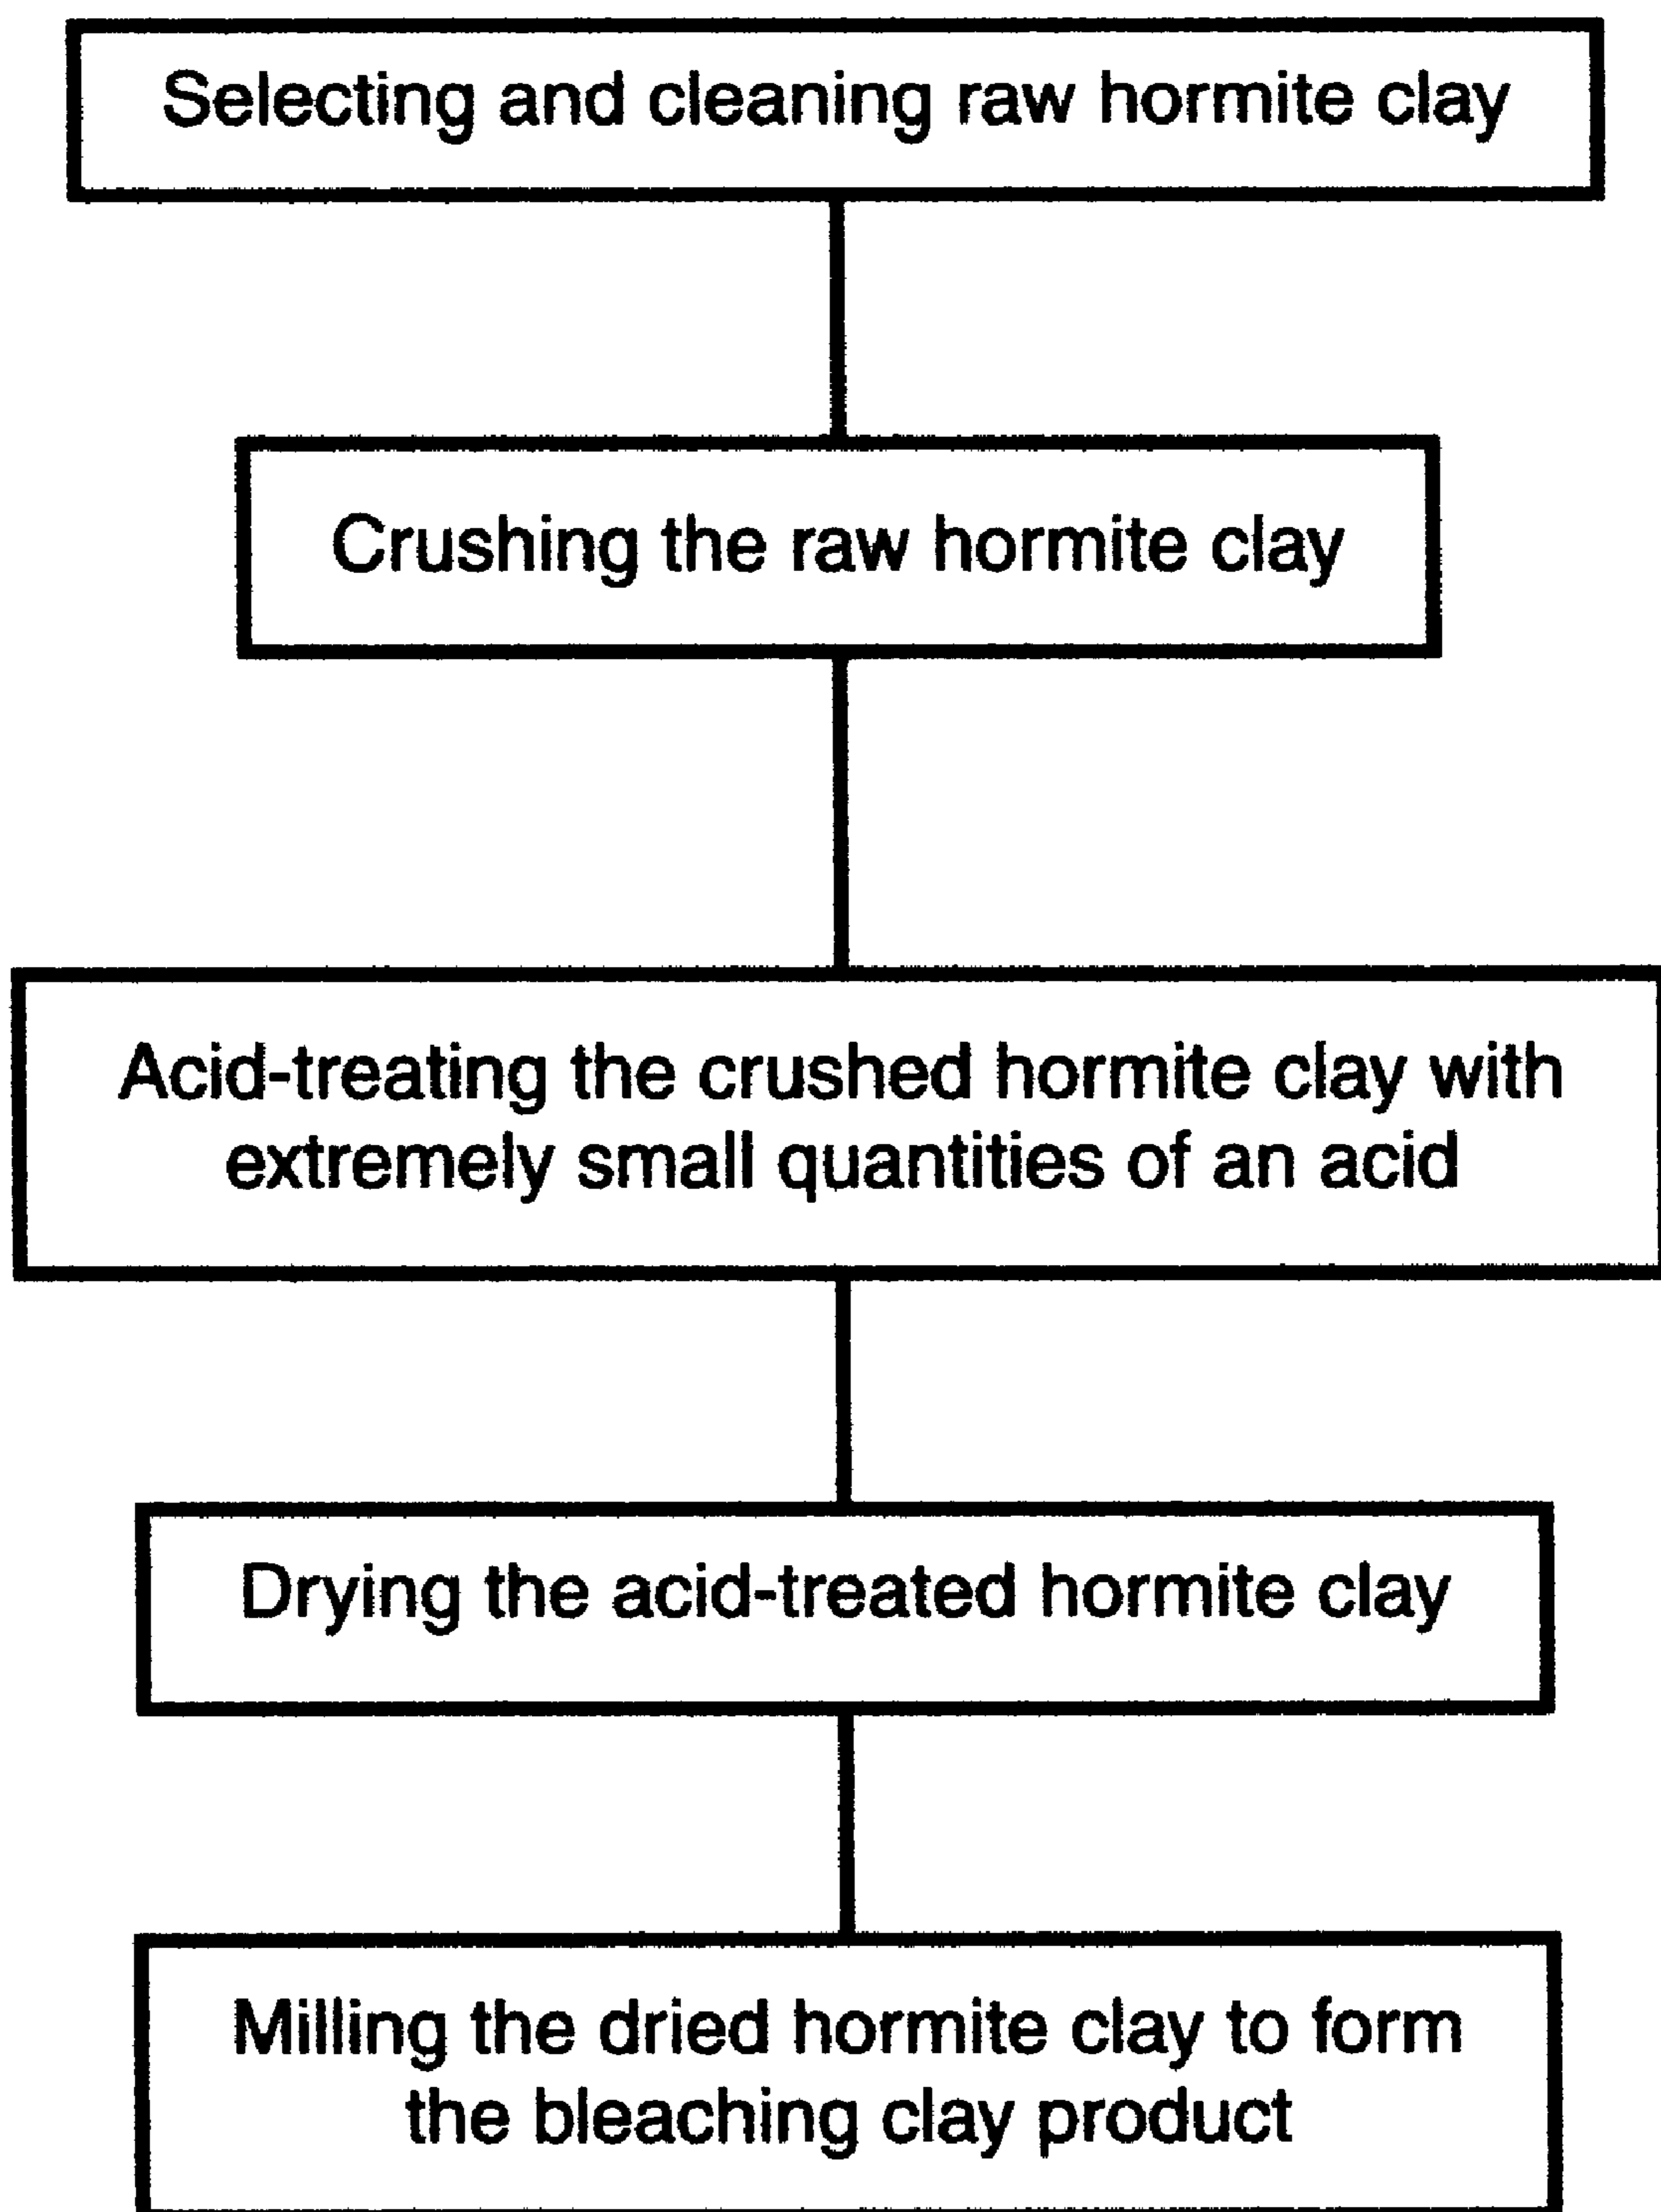 Selecting and cleaning raw hormite clay
Crushing the raw hormite clay
Acid-treating the crushed hormite clay with
extremely small quantities of an acid
Drying the acid-treated hormite clay
Milling the dried hormite clay to form
the bleaching clay product